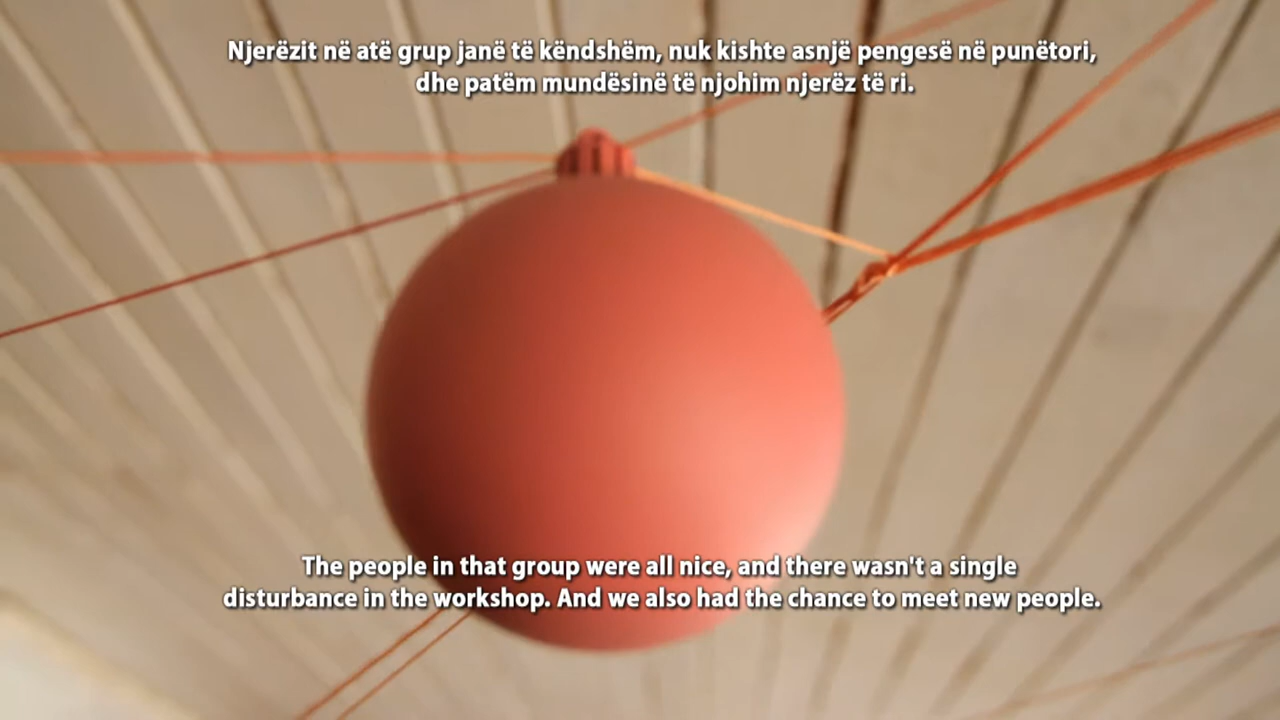 Njerëzit në atë grup janë të këndshëm, nuk kishte asnjë pengesë në punëtori,
dhe patëm mundësinë të njohim njerëz të ri.
The people in that group were all nice, and there wasn't a single
disturbance in the workshop. And we also had the chance to meet new people.